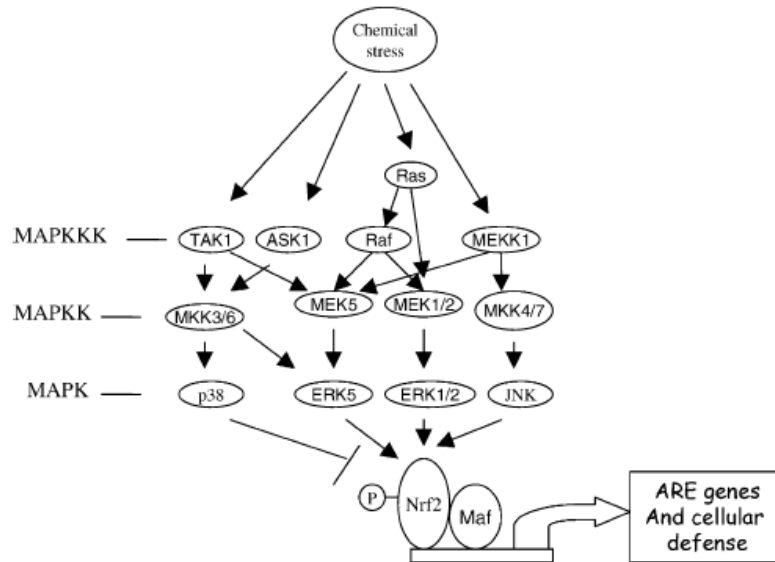 Chemical
stress
Ras
MAPKKK
TAK1
ASK1
Raf
MEKK1
MAPKK
MKK3/6
MEK5
MEK1/2
MKK4/7
MAPK
p38
ERK5
ERK1/2
JNK
P
Nrf2
Maf
ARE genes
And cellular
defense